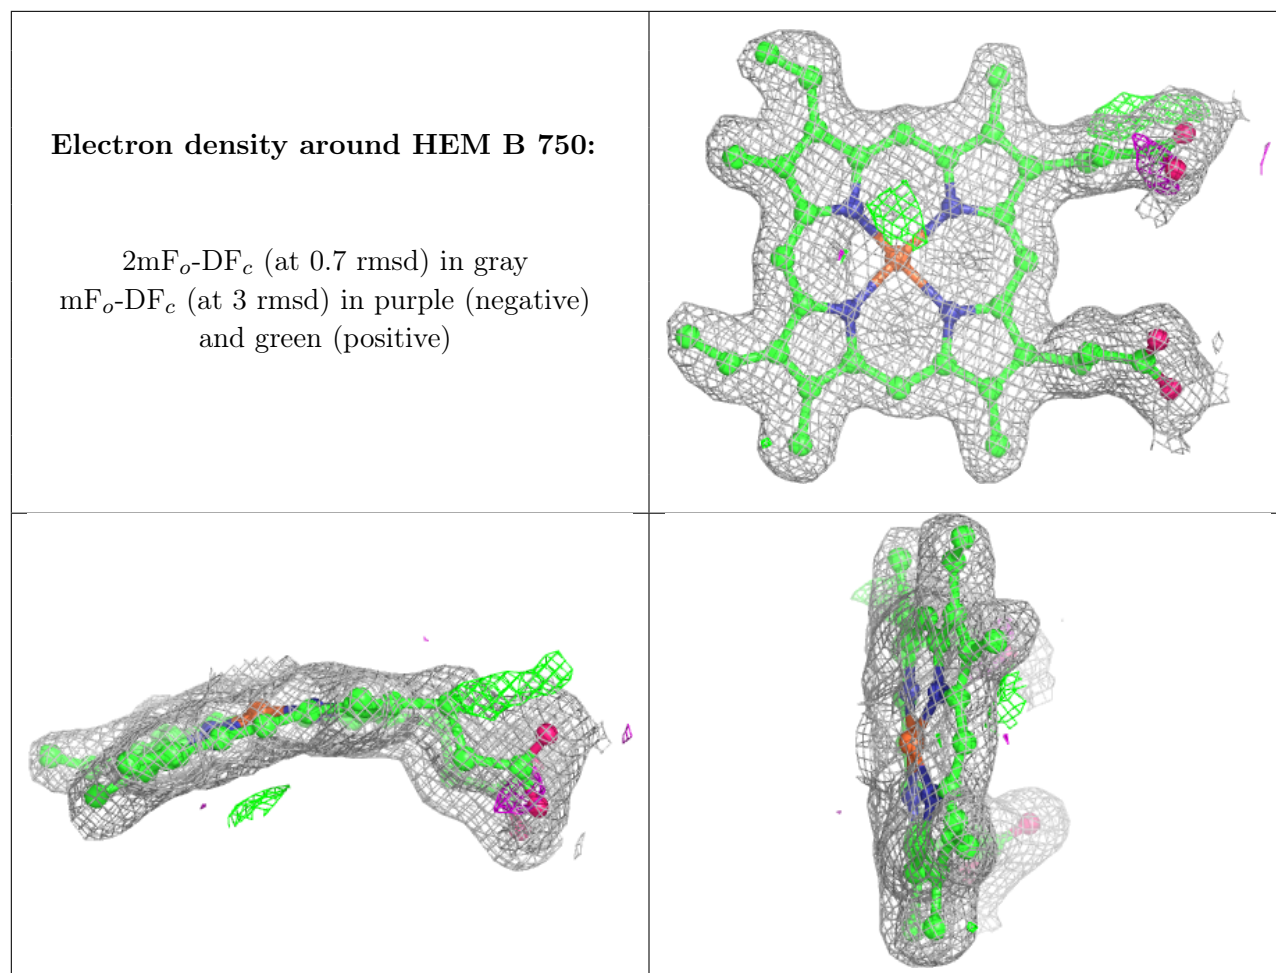 Electron density around HEM B 750:
2mFo-DFc (at 0.7 rmsd) in gray
mFo-DFc (at 3 rmsd) in purple (negative)
and green (positive)